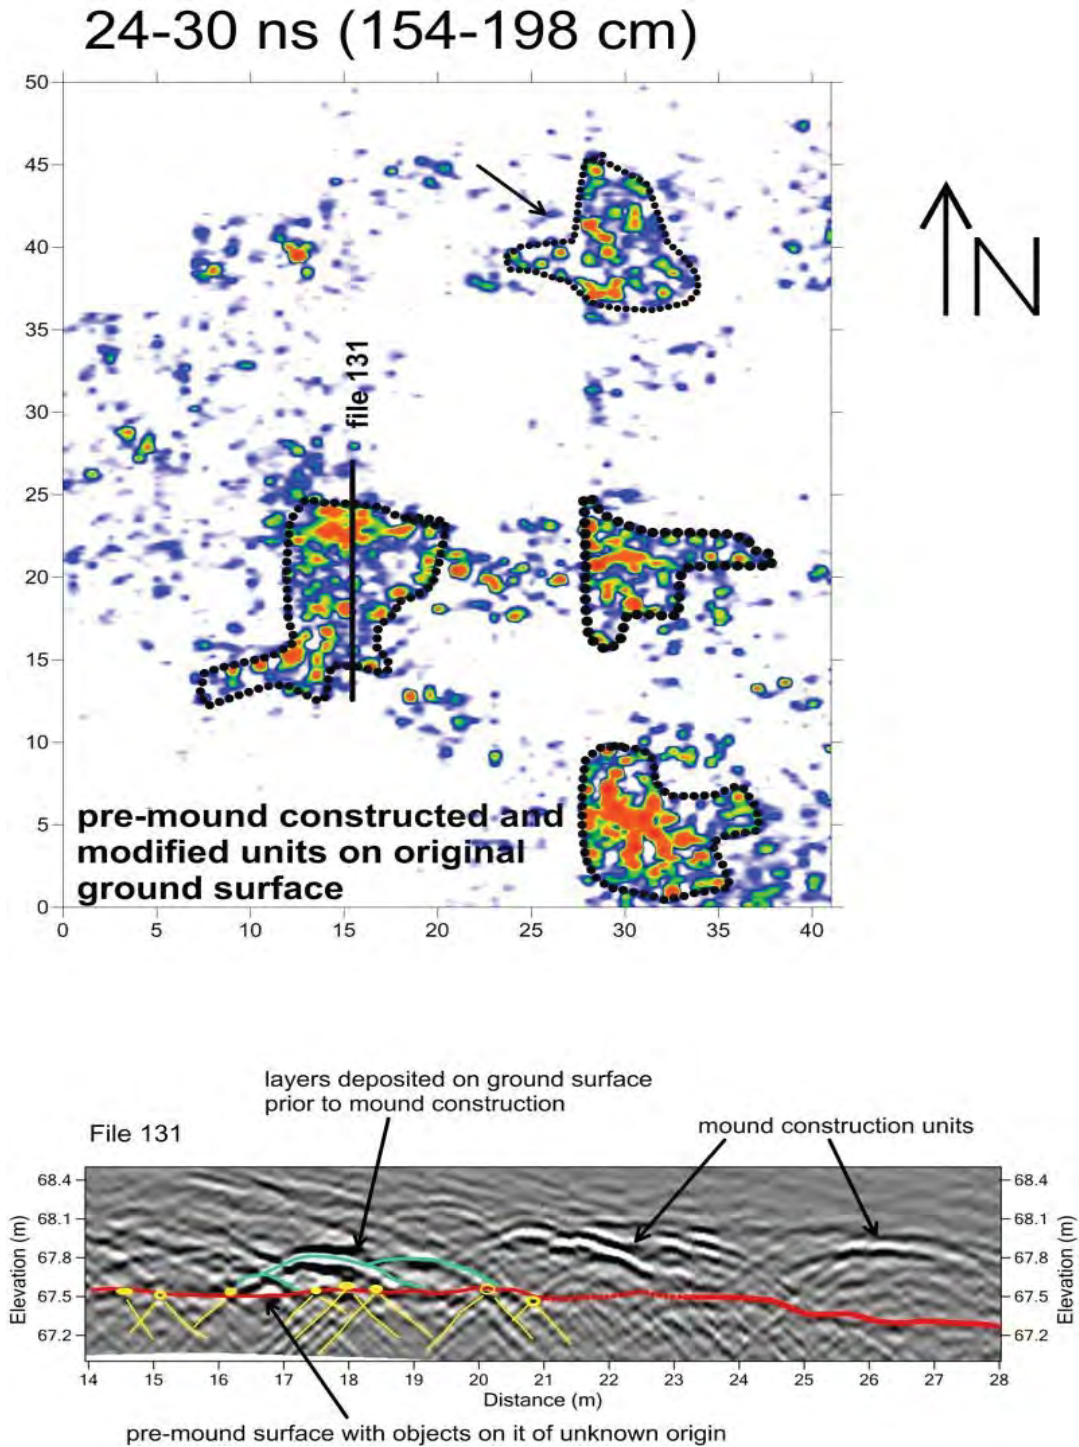 24-30 ns (154-198 cm)
50
45
40
35
30
25
20
15
10
5
0
0 5 10 15 20 25 30 35 40
N
file 131
pre-mound constructed and
modified units on original
ground surface
layers deposited on ground surface
prior to mound construction
mound construction units
File 131
Elevation (m)
68.4
68.1
67.8
67.5
67.2
68.4
68.1
67.8
67.5
67.2
Elevation (m)
14 15 16 17 18 19 20 21 22 23 24 25 26 27 28
Distance (m)
pre-mound surface with objects on it of unknown origin